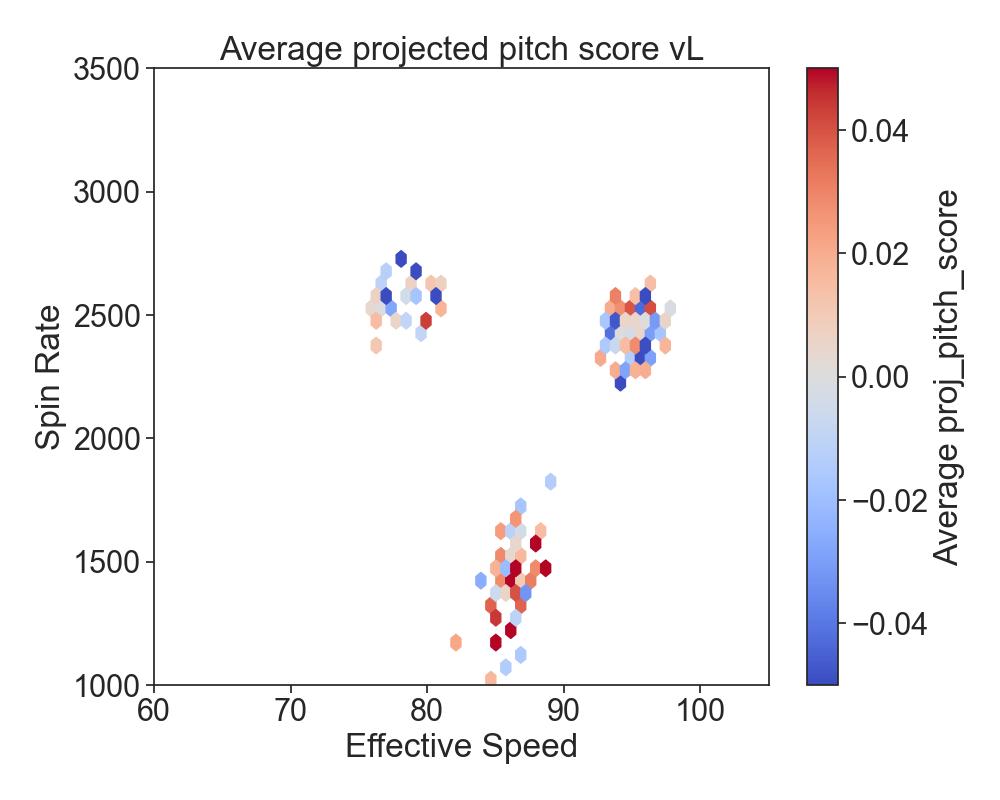 Average projected pitch score vL
3500
3000
2500
2000
1500
1000
Spin Rate
60 70 80 90 100
Effective Speed
0.04
0.02
0.00
−0.02
−0.04
Average proj_pitch_score